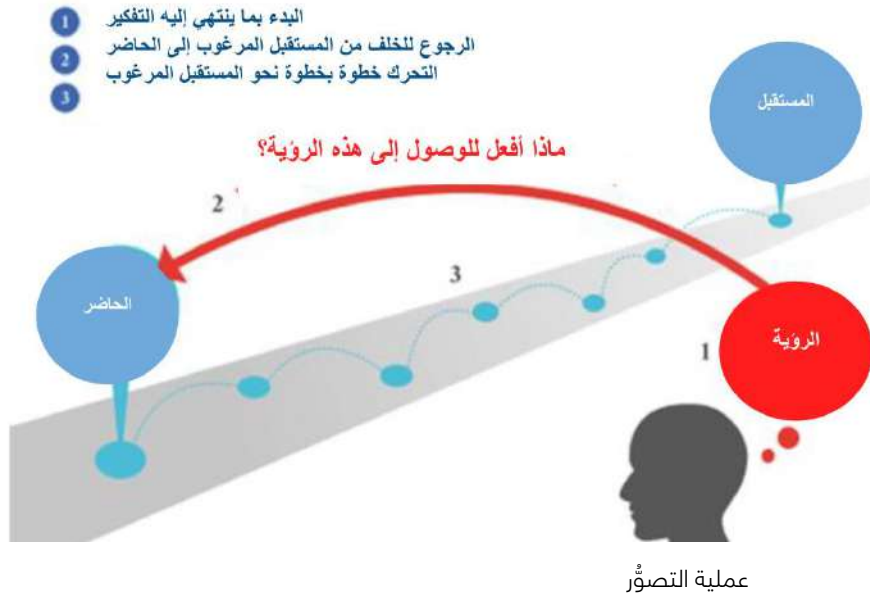 1 البدء بما ينتهي إليه التفكير
2 الرجوع للخلف من المستقبل المرغوب إلى الحاضر
3 التحرك خطوة بخطوة نحو المستقبل المرغوب
المستقبل
ماذا أفعل للوصول إلى هذه الرؤية؟
2
3
الحاضر
الرؤية
1
عملية التصوُّر